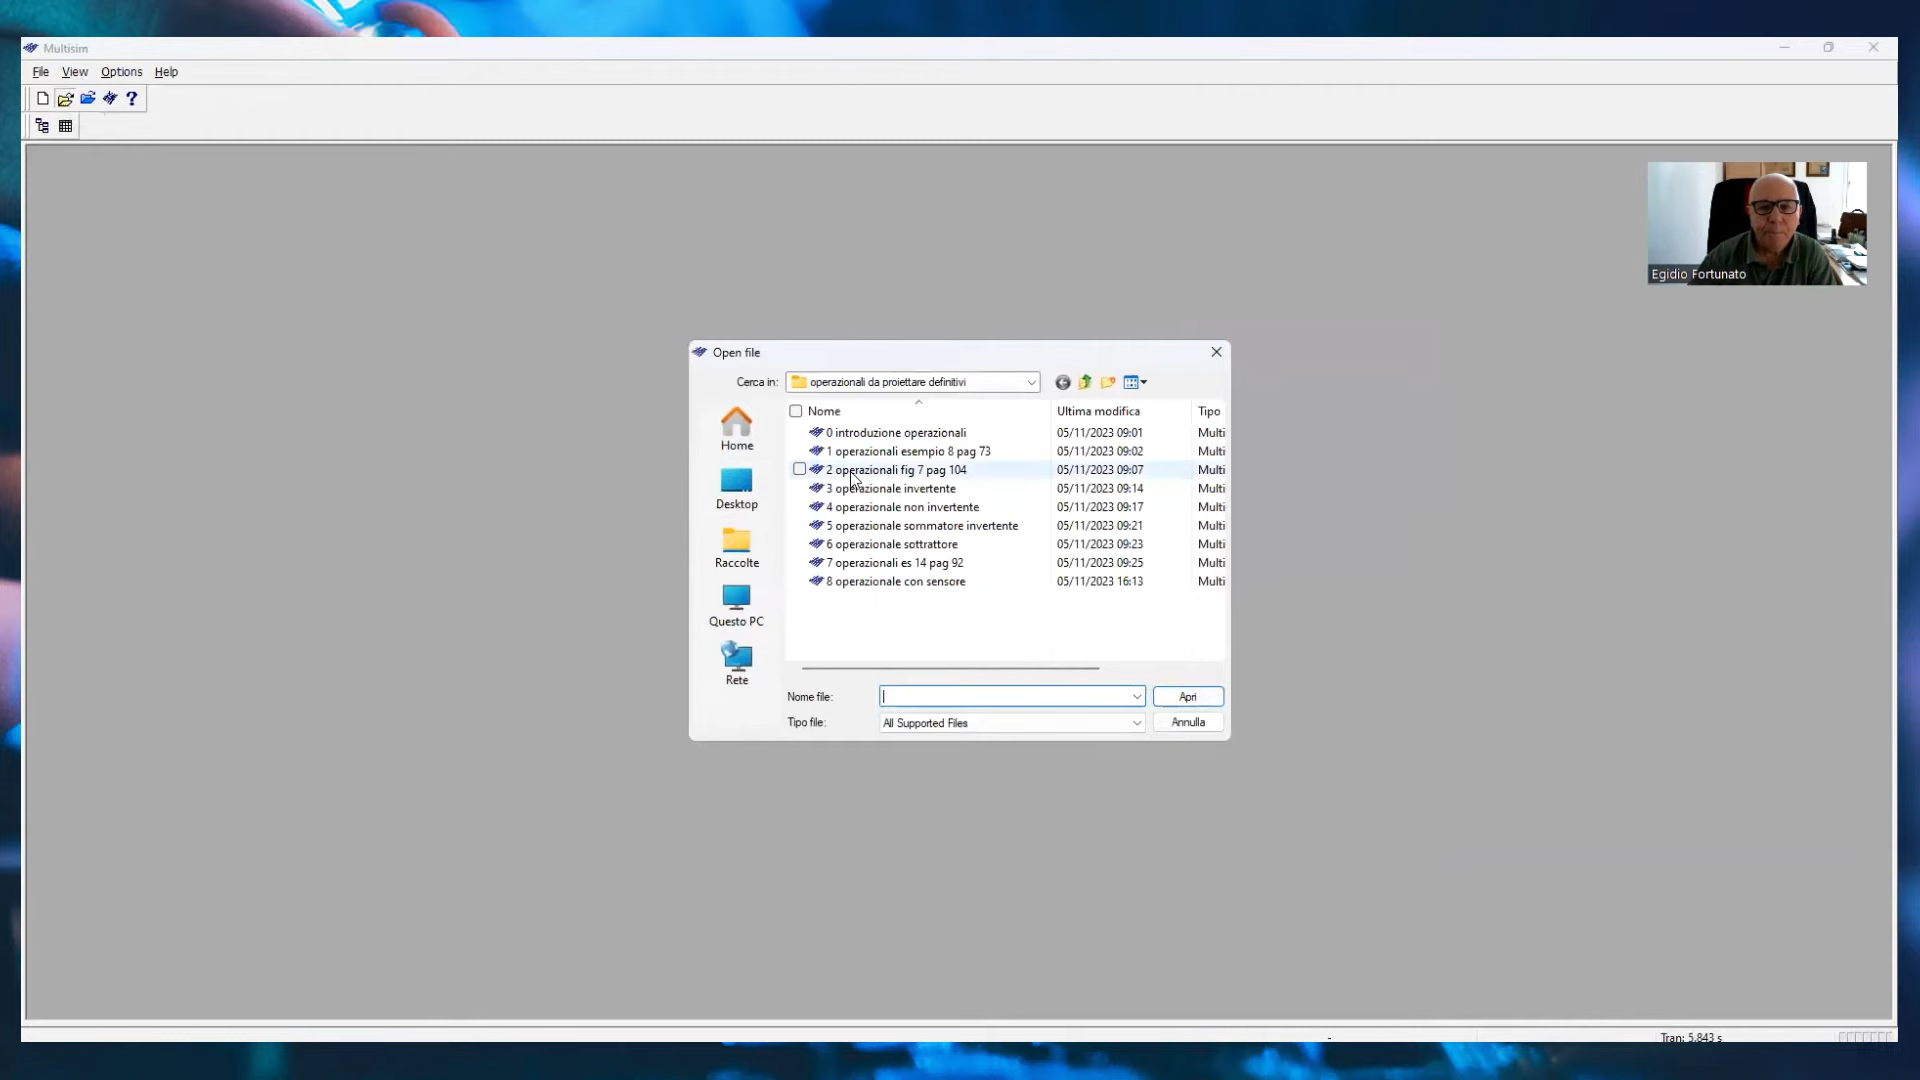 Multisim
File View Options Help
Egidio Fortunato
Open file
Cerca in: operazionali da proiettare definitivi
Nome Ultima modifica Tipo
0 introduzione operazionali 05/11/2023 09:01 Multi
1 operazionali esempio 8 pag 73 05/11/2023 09:02 Multi
2 operazionali fig 7 pag 104 05/11/2023 09:07 Multi
3 operazionale invertente 05/11/2023 09:14 Multi
4 operazionale non invertente 05/11/2023 09:17 Multi
5 operazionale sommatore invertente 05/11/2023 09:21 Multi
6 operazionale sottrattore 05/11/2023 09:23 Multi
7 operazionali es 14 pag 92 05/11/2023 09:25 Multi
8 operazionale con sensore 05/11/2023 16:13 Multi
Home
Desktop
Raccolte
Questo PC
Rete
Nome file: Apri
Tipo file: All Supported Files Annulla
- Tran: 5.843 s